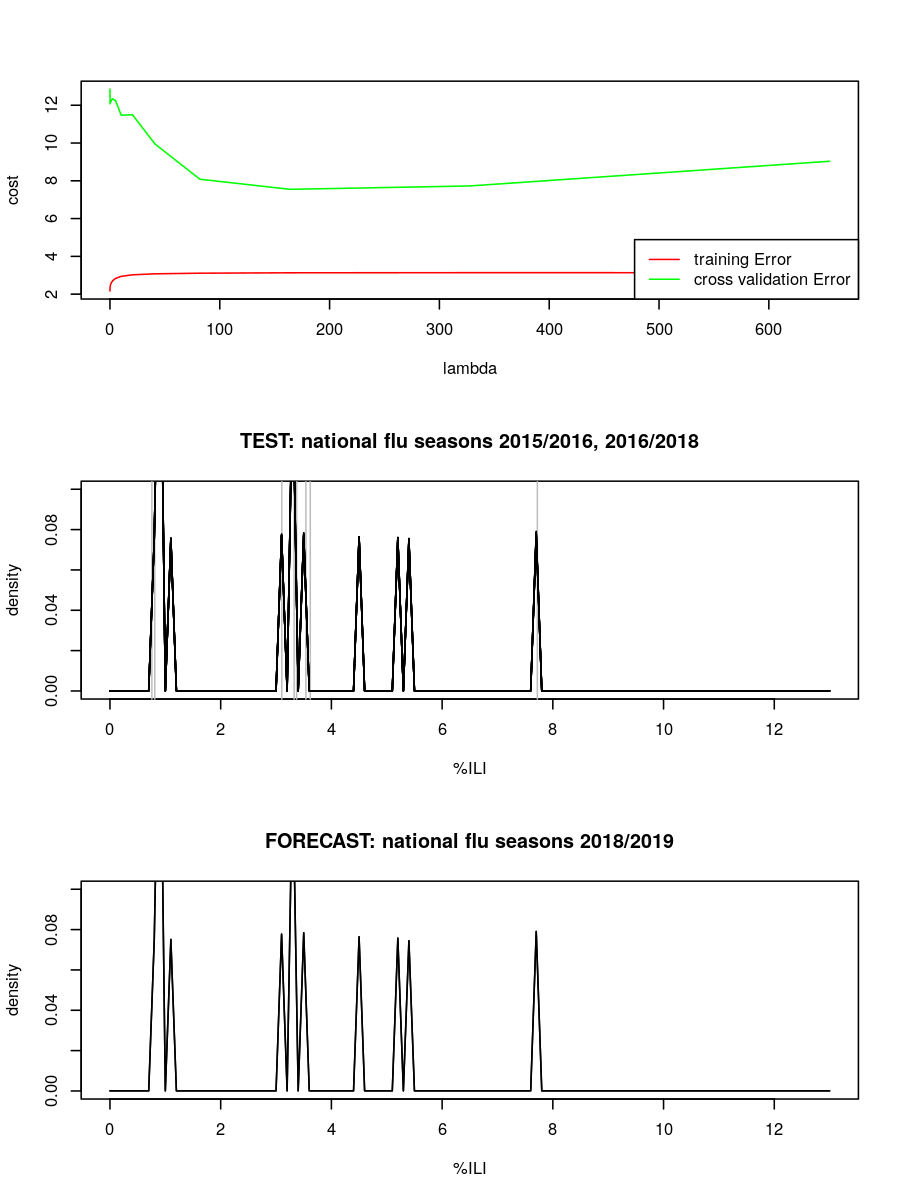 12
10
8
6
4
2
cost
training Error
cross validation Error
0 100 200 300 400 500 600
lambda
TEST: national flu seasons 2015/2016, 2016/2018
0.08
0.04
0.00
density
0 2 4 6 8 10 12
%ILI
FORECAST: national flu seasons 2018/2019
0.08
0.04
0.00
density
0 2 4 6 8 10 12
%ILI